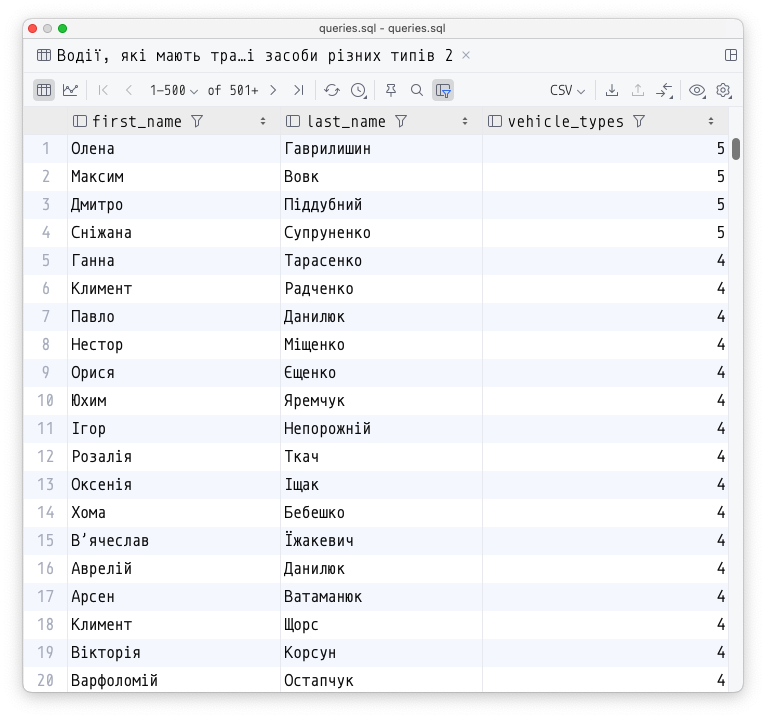 queries.sql – queries.sql
Водії, які мають тра…і засоби різних типів 2
1–500 of 501+ CSV
first_name last_name vehicle_types
1 Олена Гаврилишин 5
2 Максим Вовк 5
3 Дмитро Піддубний 5
4 Сніжана Супруненко 5
5 Ганна Тарасенко 4
6 Климент Радченко 4
7 Павло Данилюк 4
8 Нестор Міщенко 4
9 Орися Єщенко 4
10 Юхим Яремчук 4
11 Ігор Непорожній 4
12 Розалія Ткач 4
13 Оксенія Іщак 4
14 Хома Бебешко 4
15 В’ячеслав Їжакевич 4
16 Аврелій Данилюк 4
17 Арсен Ватаманюк 4
18 Климент Щорс 4
19 Вікторія Корсун 4
20 Варфоломій Остапчук 4